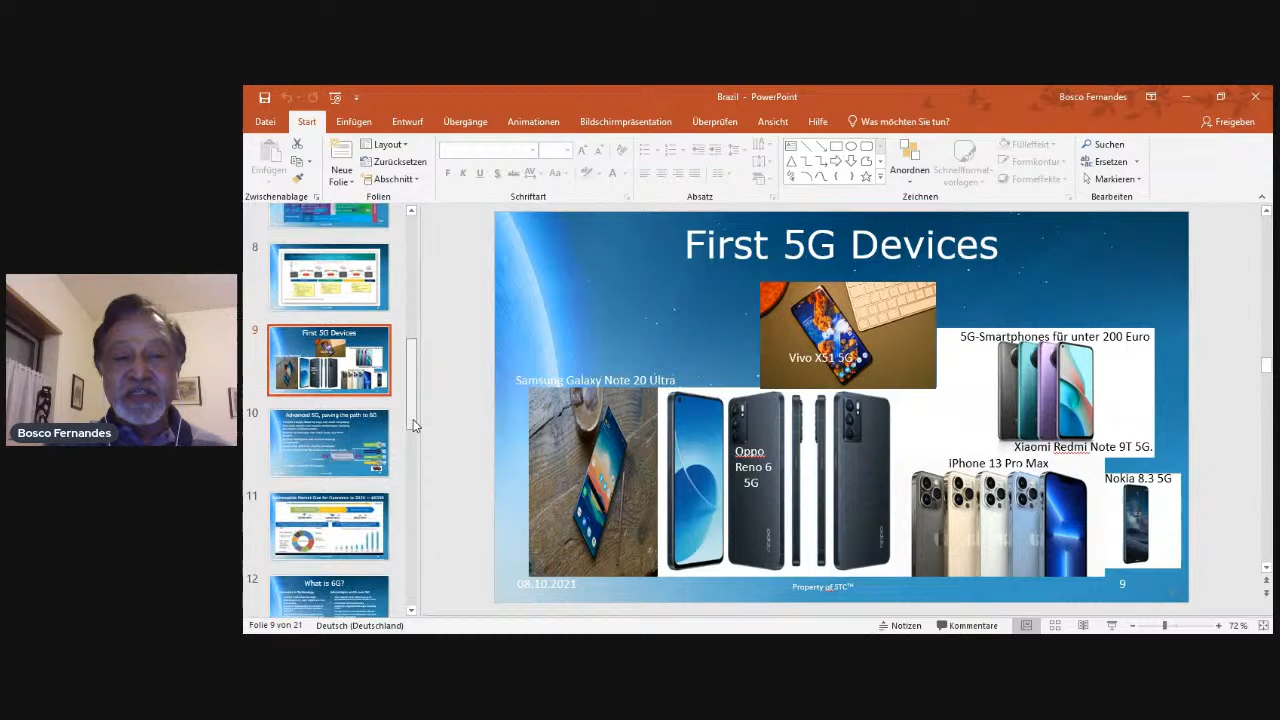 Brazil - PowerPoint
Bosco Fernandes
Datei
Start
Einfügen
Entwurf
Übergänge
Animationen
Bildschirmpräsentation
Überprüfen
Ansicht
Hilfe
Was möchten Sie tun?
Freigeben
Einfügen
Zwischenablage
Neue
Folie
Layout
Zurücksetzen
Abschnitt
Folien
F K U S abc AV Aa A
Schriftart
Absatz
Anordnen
Schnellformat-
vorlagen
Fülleffekt
Formkontur
Formeffekte
Zeichnen
Suchen
Ersetzen
Markieren
Bearbeiten
8
9
First 5G Devices
10
Advanced 5G, paving the path to 6G
11
12
What is 6G?
First 5G Devices
Vivo X51 5G
5G-Smartphones für unter 200 Euro
Samsung Galaxy Note 20 Ultra
Oppo
Reno 6
5G
Xiaomi Redmi Note 9T 5G.
iPhone 13 Pro Max
Nokia 8.3 5G
08.10.2021
Property of STC™
9
Bosco Fernandes
Folie 9 von 21
Deutsch (Deutschland)
Notizen
Kommentare
72 %